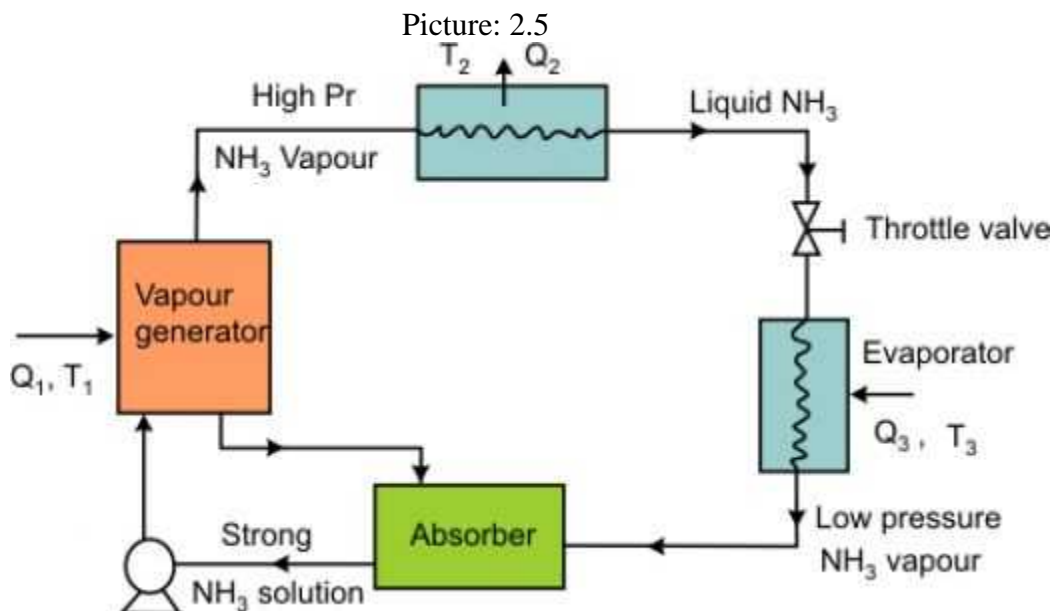 Picture: 2.5
T₂ Q₂
High Pr
NH₃ Vapour
Liquid NH₃
Throttle valve
Vapour
generator
Q₁, T₁
Evaporator
Q₃ , T₃
Absorber
Low pressure
NH₃ vapour
Strong
NH₃ solution